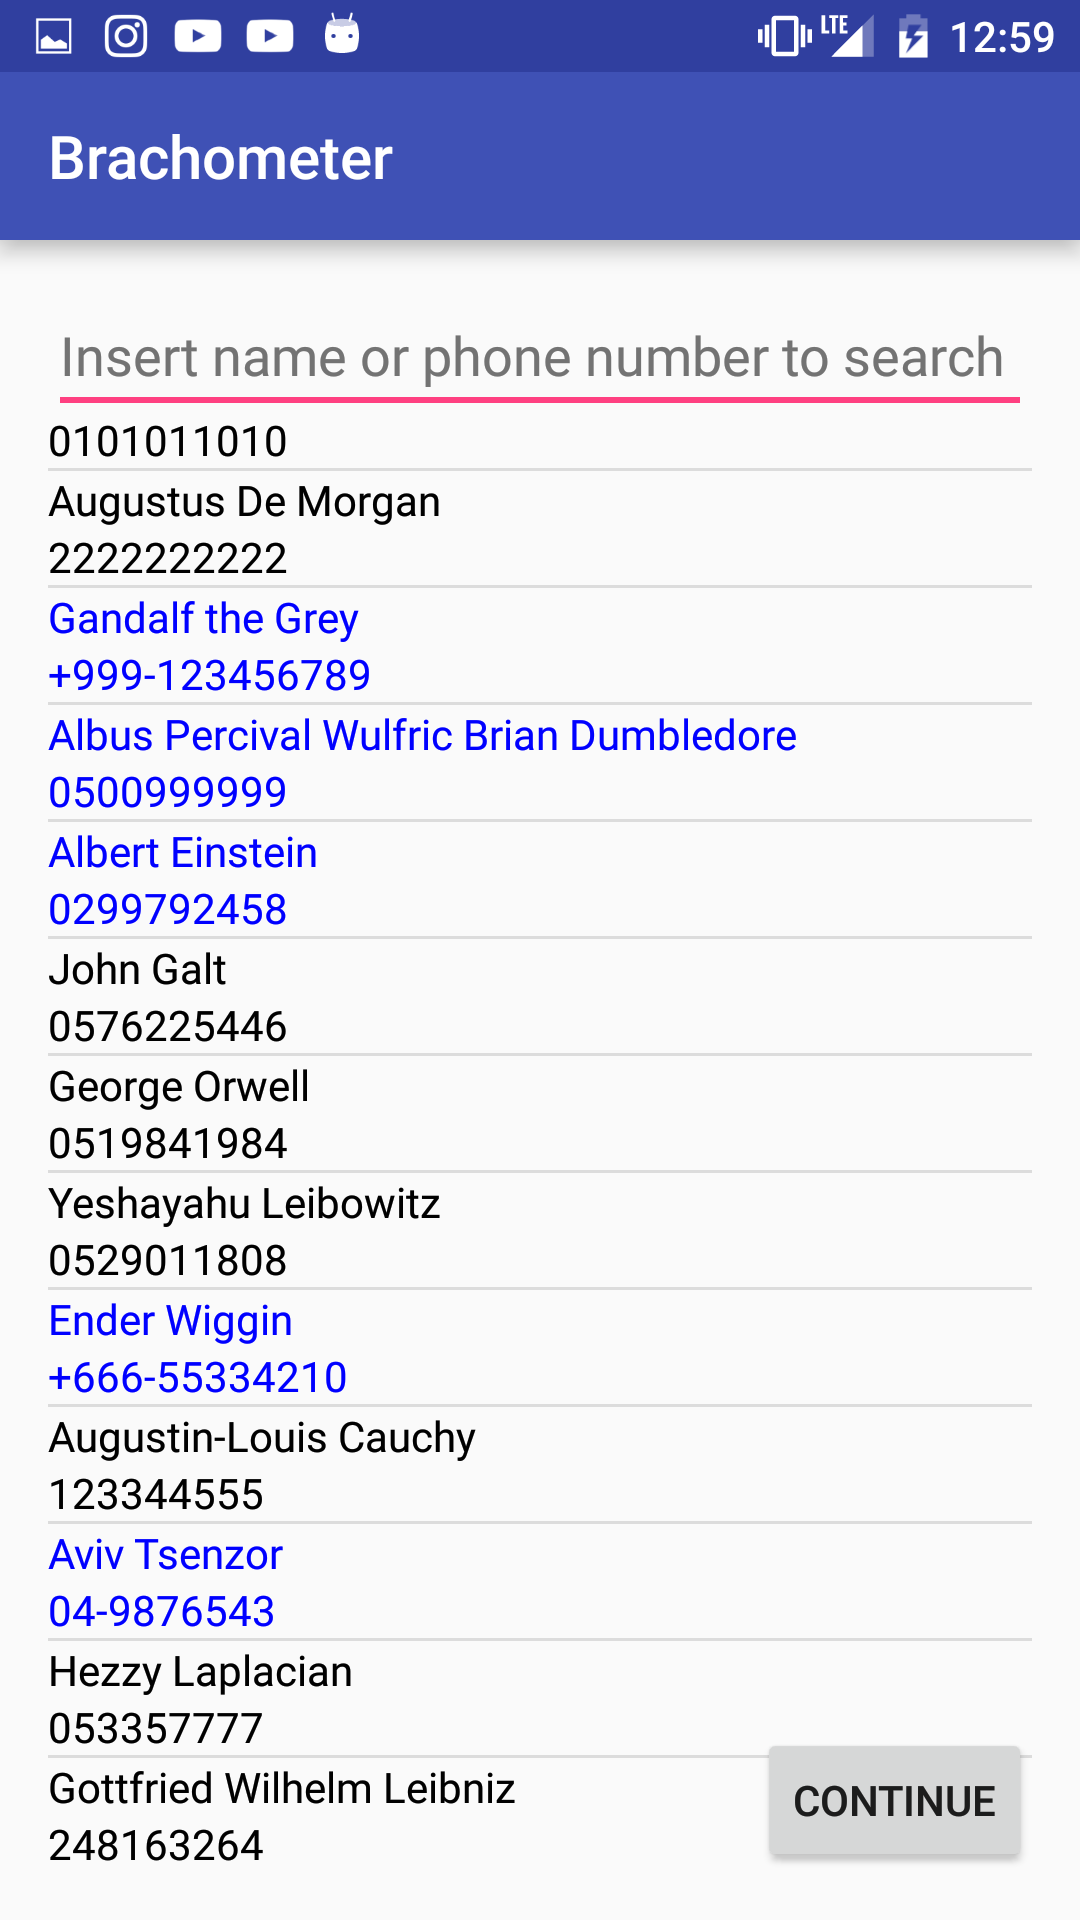 LTE 12:59
Brachometer
Insert name or phone number to search
0101011010
Augustus De Morgan
2222222222
Gandalf the Grey
+999-123456789
Albus Percival Wulfric Brian Dumbledore
0500999999
Albert Einstein
0299792458
John Galt
0576225446
George Orwell
0519841984
Yeshayahu Leibowitz
0529011808
Ender Wiggin
+666-55334210
Augustin-Louis Cauchy
123344555
Aviv Tsenzor
04-9876543
Hezzy Laplacian
053357777
Gottfried Wilhelm Leibniz
248163264
CONTINUE